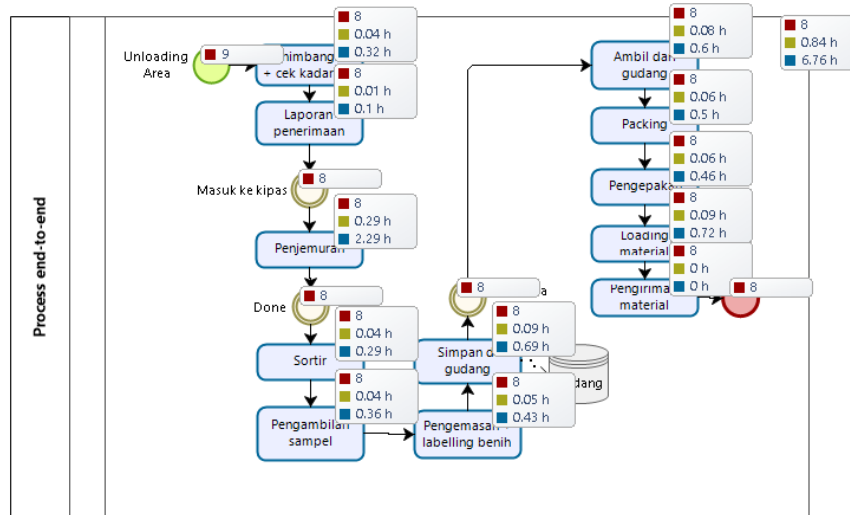 Process end-to-end
Unloading
Area
9
+ cek
8
0.04 h
0.32 h
Laporan
penerimaan
8
0.01 h
0.1 h
Masuk ke kipas
8
Penjemuran
8
0.29 h
2.29 h
Done
8
Sortir
8
0.04 h
0.29 h
Pengambilan
sampel
8
0.04 h
0.36 h
Pengemasan
labelling benih
8
0.05 h
0.43 h
Simpan
gudang
8
0.09 h
0.69 h
8
a
Ambil
gudang
8
0.08 h
0.6 h
Packing
8
0.06 h
0.5 h
Pengepakan
8
0.06 h
0.46 h
Loading
material
8
0.09 h
0.72 h
material
8
0 h
0 h
8
8
0.84 h
6.76 h